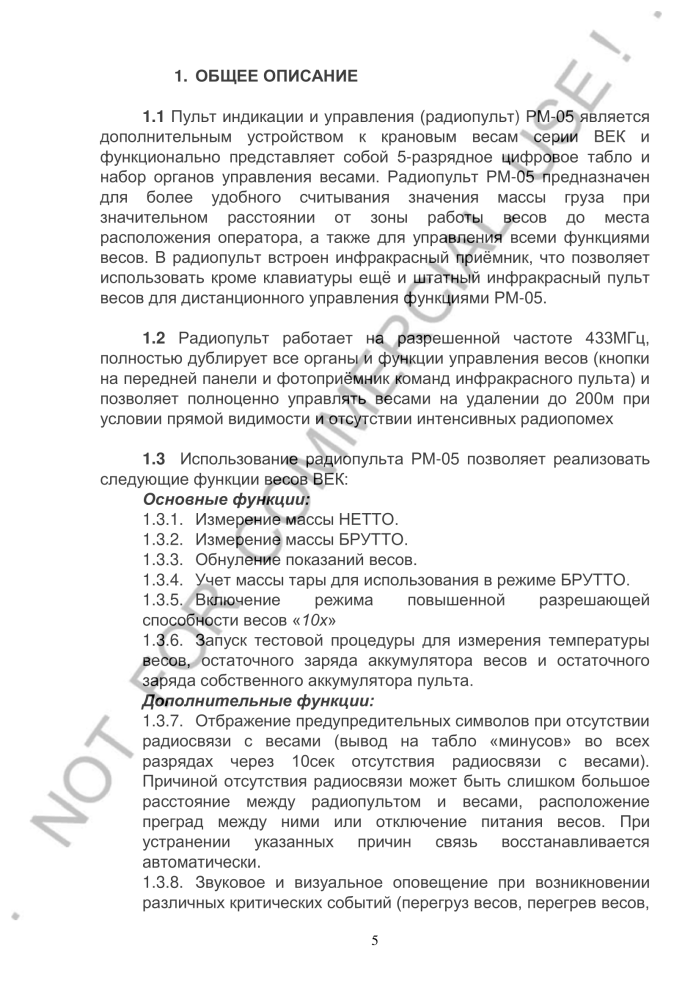 1. ОБЩЕЕ ОПИСАНИЕ
1.1 Пульт индикации и управления (радиопульт) РМ-05 является
дополнительным устройством к крановым весам серии ВЕК и
функционально представляет собой 5-разрядное цифровое табло и
набор органов управления весами. Радиопульт РМ-05 предназначен
для более удобного считывания значения массы груза при
значительном расстоянии от зоны работы весов до места
расположения оператора, а также для управления всеми функциями
весов. В радиопульт встроен инфракрасный приёмник, что позволяет
использовать кроме клавиатуры ещё и штатный инфракрасный пульт
весов для дистанционного управления функциями РМ-05.
1.2 Радиопульт работает на разрешенной частоте 433МГц,
полностью дублирует все органы и функции управления весов (кнопки
на передней панели и фотоприёмник команд инфракрасного пульта) и
позволяет полноценно управлять весами на удалении до 200м при
условии прямой видимости и отсутствии интенсивных радиопомех
1.3 Использование радиопульта РМ-05 позволяет реализовать
следующие функции весов ВЕК:
Основные функции:
1.3.1. Измерение массы НЕТТО.
1.3.2. Измерение массы БРУТТО.
1.3.3. Обнуление показаний весов.
1.3.4. Учет массы тары для использования в режиме БРУТТО.
1.3.5. Включение режима повышенной разрешающей
способности весов «10х»
1.3.6. Запуск тестовой процедуры для измерения температуры
весов, остаточного заряда аккумулятора весов и остаточного
заряда собственного аккумулятора пульта.
Дополнительные функции:
1.3.7. Отбражение предупредительных символов при отсутствии
радиосвязи с весами (вывод на табло «минусов» во всех
разрядах через 10сек отсутствия радиосвязи с весами).
Причиной отсутствия радиосвязи может быть слишком большое
расстояние между радиопультом и весами, расположение
преград между ними или отключение питания весов. При
устранении указанных причин связь восстанавливается
автоматически.
1.3.8. Звуковое и визуальное оповещение при возникновении
различных критических событий (перегруз весов, перегрев весов,
5
NOT FOR COMMERCIAL USE !